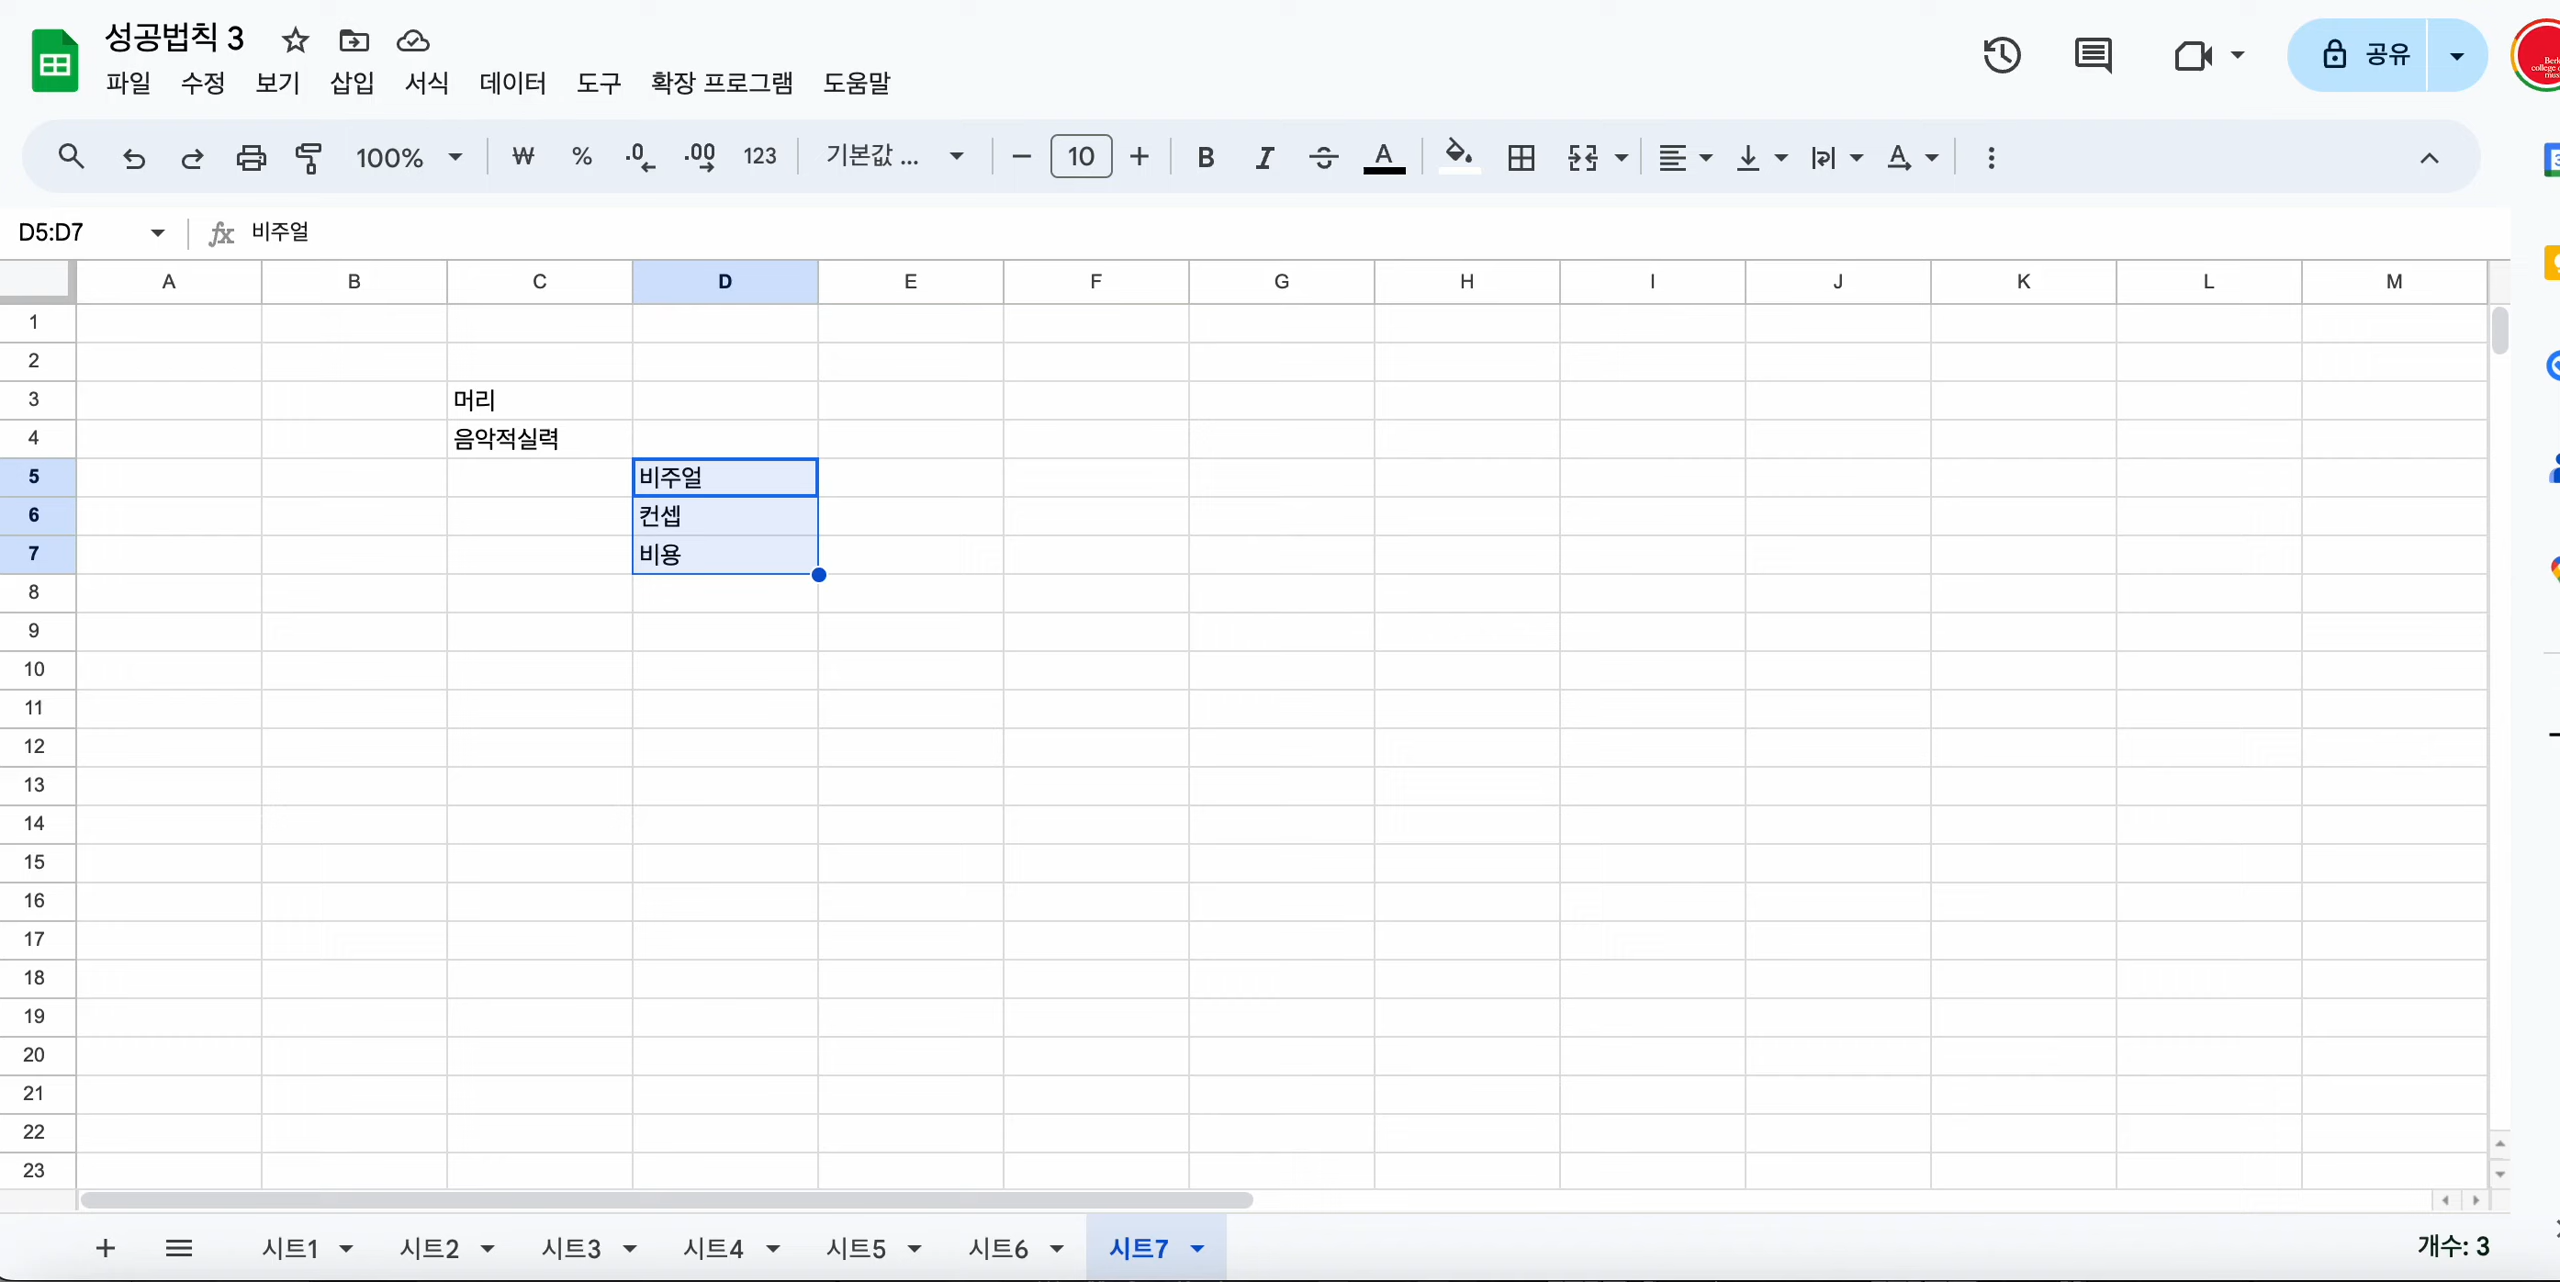 성공법칙 3
파일 수정 보기 삽입 서식 데이터 도구 확장 프로그램 도움말
공유
100% ₩ % .0 .00 123 기본값 ... 10 B I S A
D5:D7 fx 비주얼
A B C D E F G H I J K L M
1
2
3 머리
4 음악적실력
5 비주얼
6 컨셉
7 비용
8
9
10
11
12
13
14
15
16
17
18
19
20
21
22
23
시트1 시트2 시트3 시트4 시트5 시트6 시트7 개수: 3